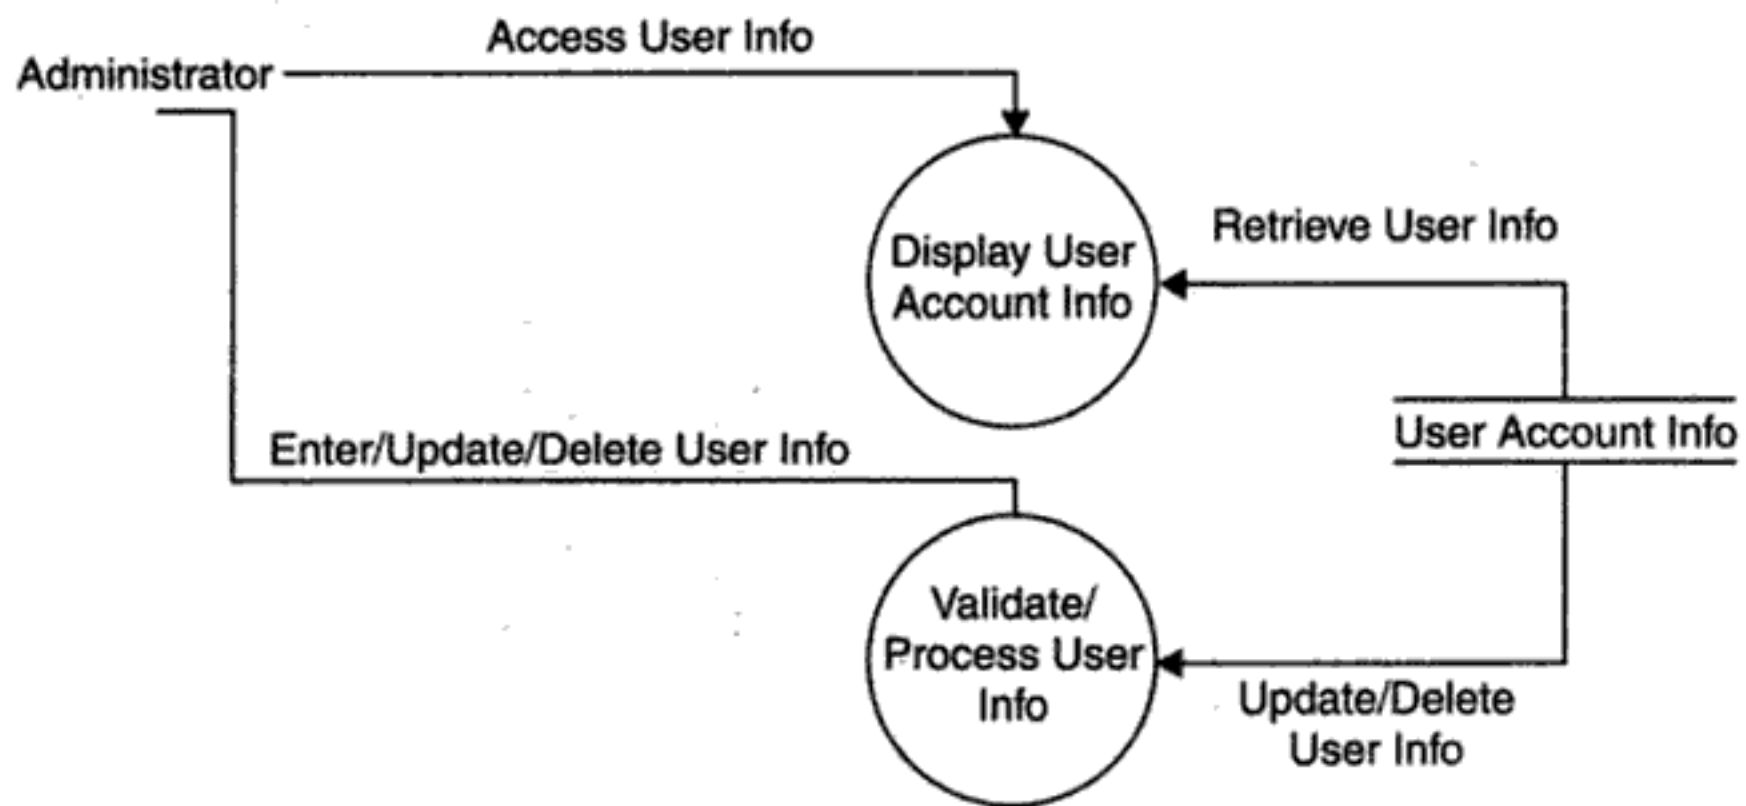 Access User Info
Administrator
Display User
Account Info
Retrieve User Info
User Account Info
Enter/Update/Delete User Info
Validate/
Process User
Info
Update/Delete
User Info